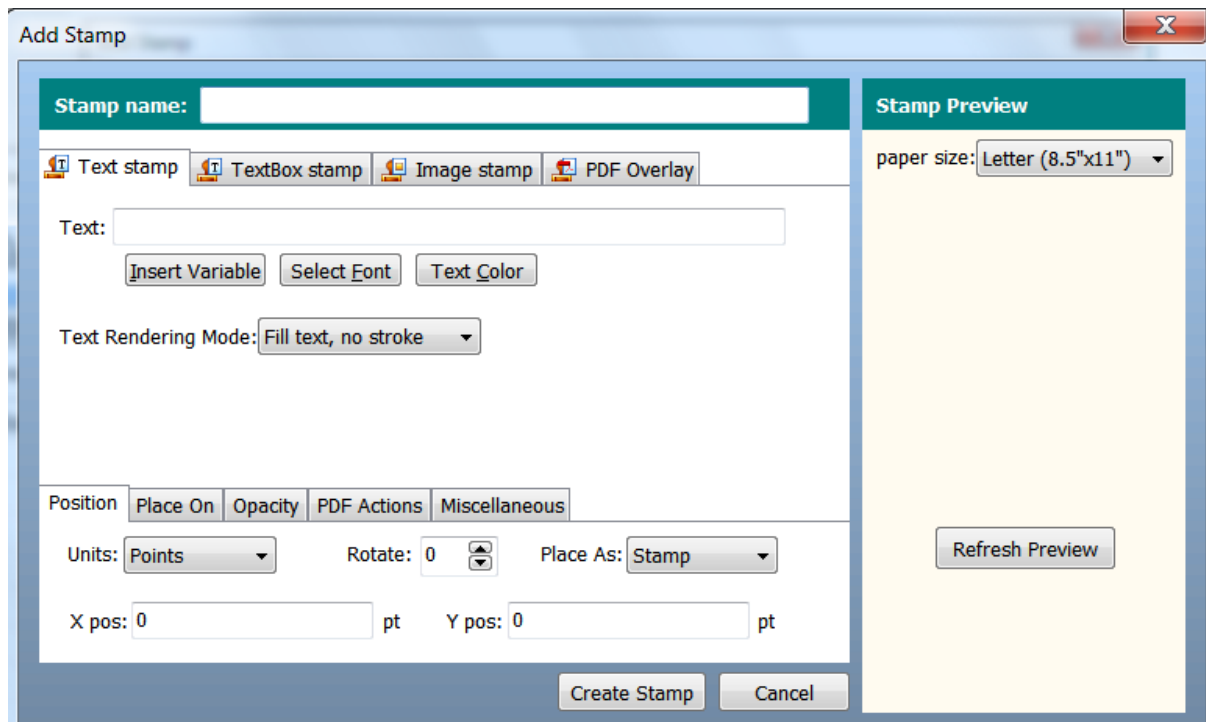 Add Stamp
Stamp name:
Stamp Preview
Text stamp TextBox stamp Image stamp PDF Overlay
paper size: Letter (8.5"x11")
Text:
Insert Variable Select Font Text Color
Text Rendering Mode: Fill text, no stroke
Position Place On Opacity PDF Actions Miscellaneous
Units: Points Rotate: 0 Place As: Stamp
Refresh Preview
X pos: 0 pt Y pos: 0 pt
Create Stamp Cancel